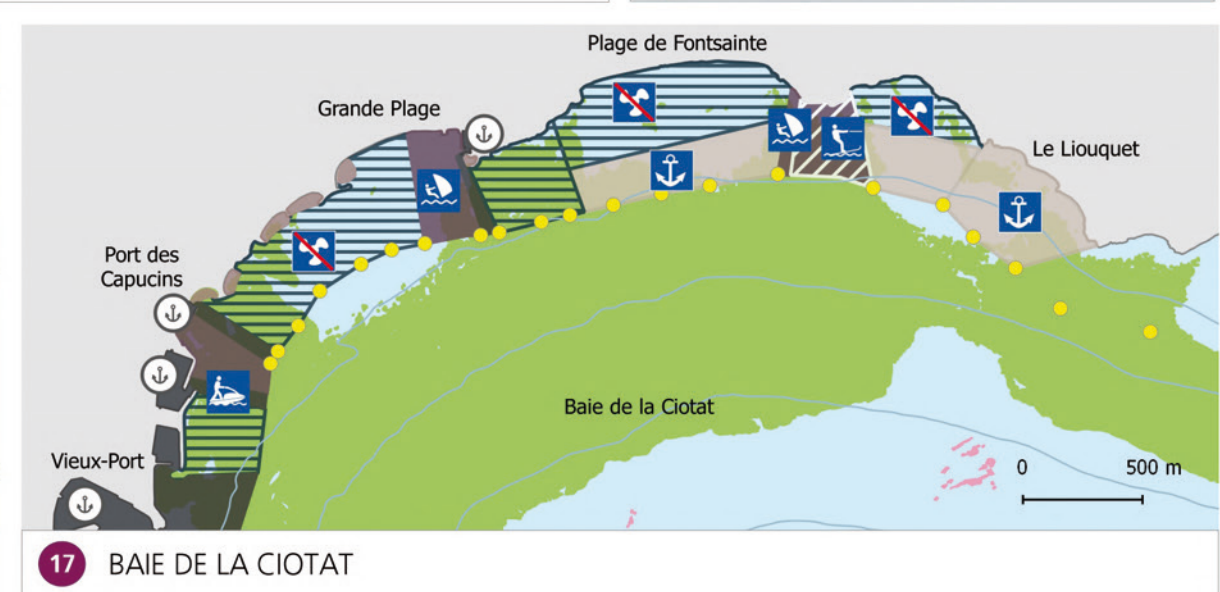 Plage de Fontsainte
Grande Plage
Le Liouquet
Port des
Capucins
Baie de la Ciotat
Vieux-Port
0 500 m
17 BAIE DE LA CIOTAT